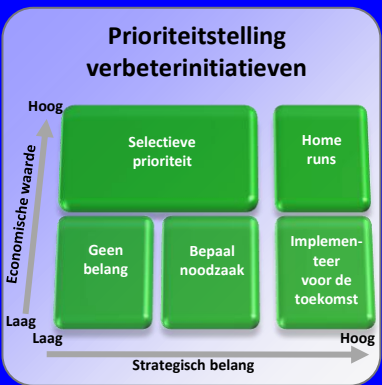 Prioriteitstelling
verbeterinitiatieven
Hoog
Economische waarde
Selectieve
prioriteit
Home
runs
Geen
belang
Bepaal
noodzaak
Implemen-
teer
voor de
toekomst
Laag
Laag
Hoog
Strategisch belang